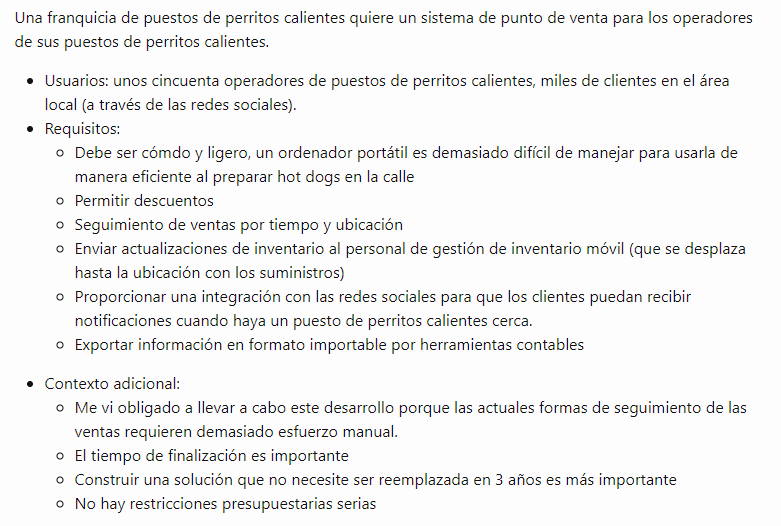 Una franquicia de puestos de perritos calientes quiere un sistema de punto de venta para los operadores
de sus puestos de perritos calientes.
• Usuarios: unos cincuenta operadores de puestos de perritos calientes, miles de clientes en el área
local (a través de las redes sociales).
• Requisitos:
◦ Debe ser cómdo y ligero, un ordenador portátil es demasiado difícil de manejar para usarla de
manera eficiente al preparar hot dogs en la calle
◦ Permitir descuentos
◦ Seguimiento de ventas por tiempo y ubicación
◦ Enviar actualizaciones de inventario al personal de gestión de inventario móvil (que se desplaza
hasta la ubicación con los suministros)
◦ Proporcionar una integración con las redes sociales para que los clientes puedan recibir
notificaciones cuando haya un puesto de perritos calientes cerca.
◦ Exportar información en formato importable por herramientas contables
• Contexto adicional:
◦ Me vi obligado a llevar a cabo este desarrollo porque las actuales formas de seguimiento de las
ventas requieren demasiado esfuerzo manual.
◦ El tiempo de finalización es importante
◦ Construir una solución que no necesite ser reemplazada en 3 años es más importante
◦ No hay restricciones presupuestarias serias